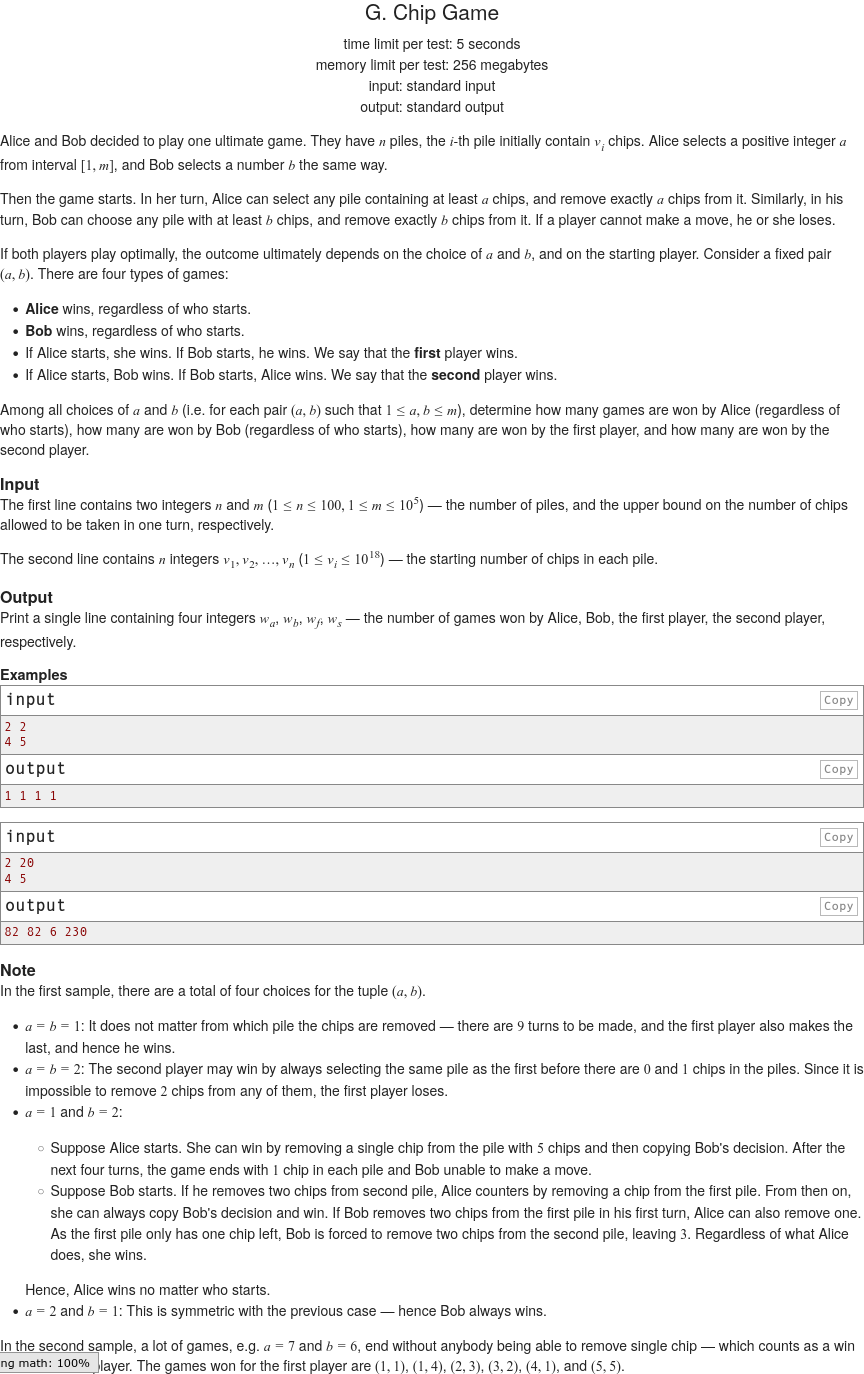 G. Chip Game
time limit per test: 5 seconds
memory limit per test: 256 megabytes
input: standard input
output: standard output
Alice and Bob decided to play one ultimate game. They have n piles, the i-th pile initially contain v_i chips. Alice selects a positive integer a
from interval [1, m], and Bob selects a number b the same way.
Then the game starts. In her turn, Alice can select any pile containing at least a chips, and remove exactly a chips from it. Similarly, in his
turn, Bob can choose any pile with at least b chips, and remove exactly b chips from it. If a player cannot make a move, he or she loses.
If both players play optimally, the outcome ultimately depends on the choice of a and b, and on the starting player. Consider a fixed pair
(a, b). There are four types of games:
• Alice wins, regardless of who starts.
• Bob wins, regardless of who starts.
• If Alice starts, she wins. If Bob starts, he wins. We say that the first player wins.
• If Alice starts, Bob wins. If Bob starts, Alice wins. We say that the second player wins.
Among all choices of a and b (i.e. for each pair (a, b) such that 1 ≤ a, b ≤ m), determine how many games are won by Alice (regardless of
who starts), how many are won by Bob (regardless of who starts), how many are won by the first player, and how many are won by the
second player.
Input
The first line contains two integers n and m (1 ≤ n ≤ 100, 1 ≤ m ≤ 10^5) — the number of piles, and the upper bound on the number of chips
allowed to be taken in one turn, respectively.
The second line contains n integers v_1, v_2, ..., v_n (1 ≤ v_i ≤ 10^18) — the starting number of chips in each pile.
Output
Print a single line containing four integers w_a, w_b, w_f, w_s — the number of games won by Alice, Bob, the first player, the second player,
respectively.
Examples
input Copy
2 2
4 5
output Copy
1 1 1 1
input Copy
2 20
4 5
output Copy
82 82 6 230
Note
In the first sample, there are a total of four choices for the tuple (a, b).
• a = b = 1: It does not matter from which pile the chips are removed — there are 9 turns to be made, and the first player also makes the
last, and hence he wins.
• a = b = 2: The second player may win by always selecting the same pile as the first before there are 0 and 1 chips in the piles. Since it is
impossible to remove 2 chips from any of them, the first player loses.
• a = 1 and b = 2:
○ Suppose Alice starts. She can win by removing a single chip from the pile with 5 chips and then copying Bob's decision. After the
next four turns, the game ends with 1 chip in each pile and Bob unable to make a move.
○ Suppose Bob starts. If he removes two chips from second pile, Alice counters by removing a chip from the first pile. From then on,
she can always copy Bob's decision and win. If Bob removes two chips from the first pile in his first turn, Alice can also remove one.
As the first pile only has one chip left, Bob is forced to remove two chips from the second pile, leaving 3. Regardless of what Alice
does, she wins.
Hence, Alice wins no matter who starts.
• a = 2 and b = 1: This is symmetric with the previous case — hence Bob always wins.
In the second sample, a lot of games, e.g. a = 7 and b = 6, end without anybody being able to remove single chip — which counts as a win
ng math: 100% layer. The games won for the first player are (1, 1), (1, 4), (2, 3), (3, 2), (4, 1), and (5, 5).